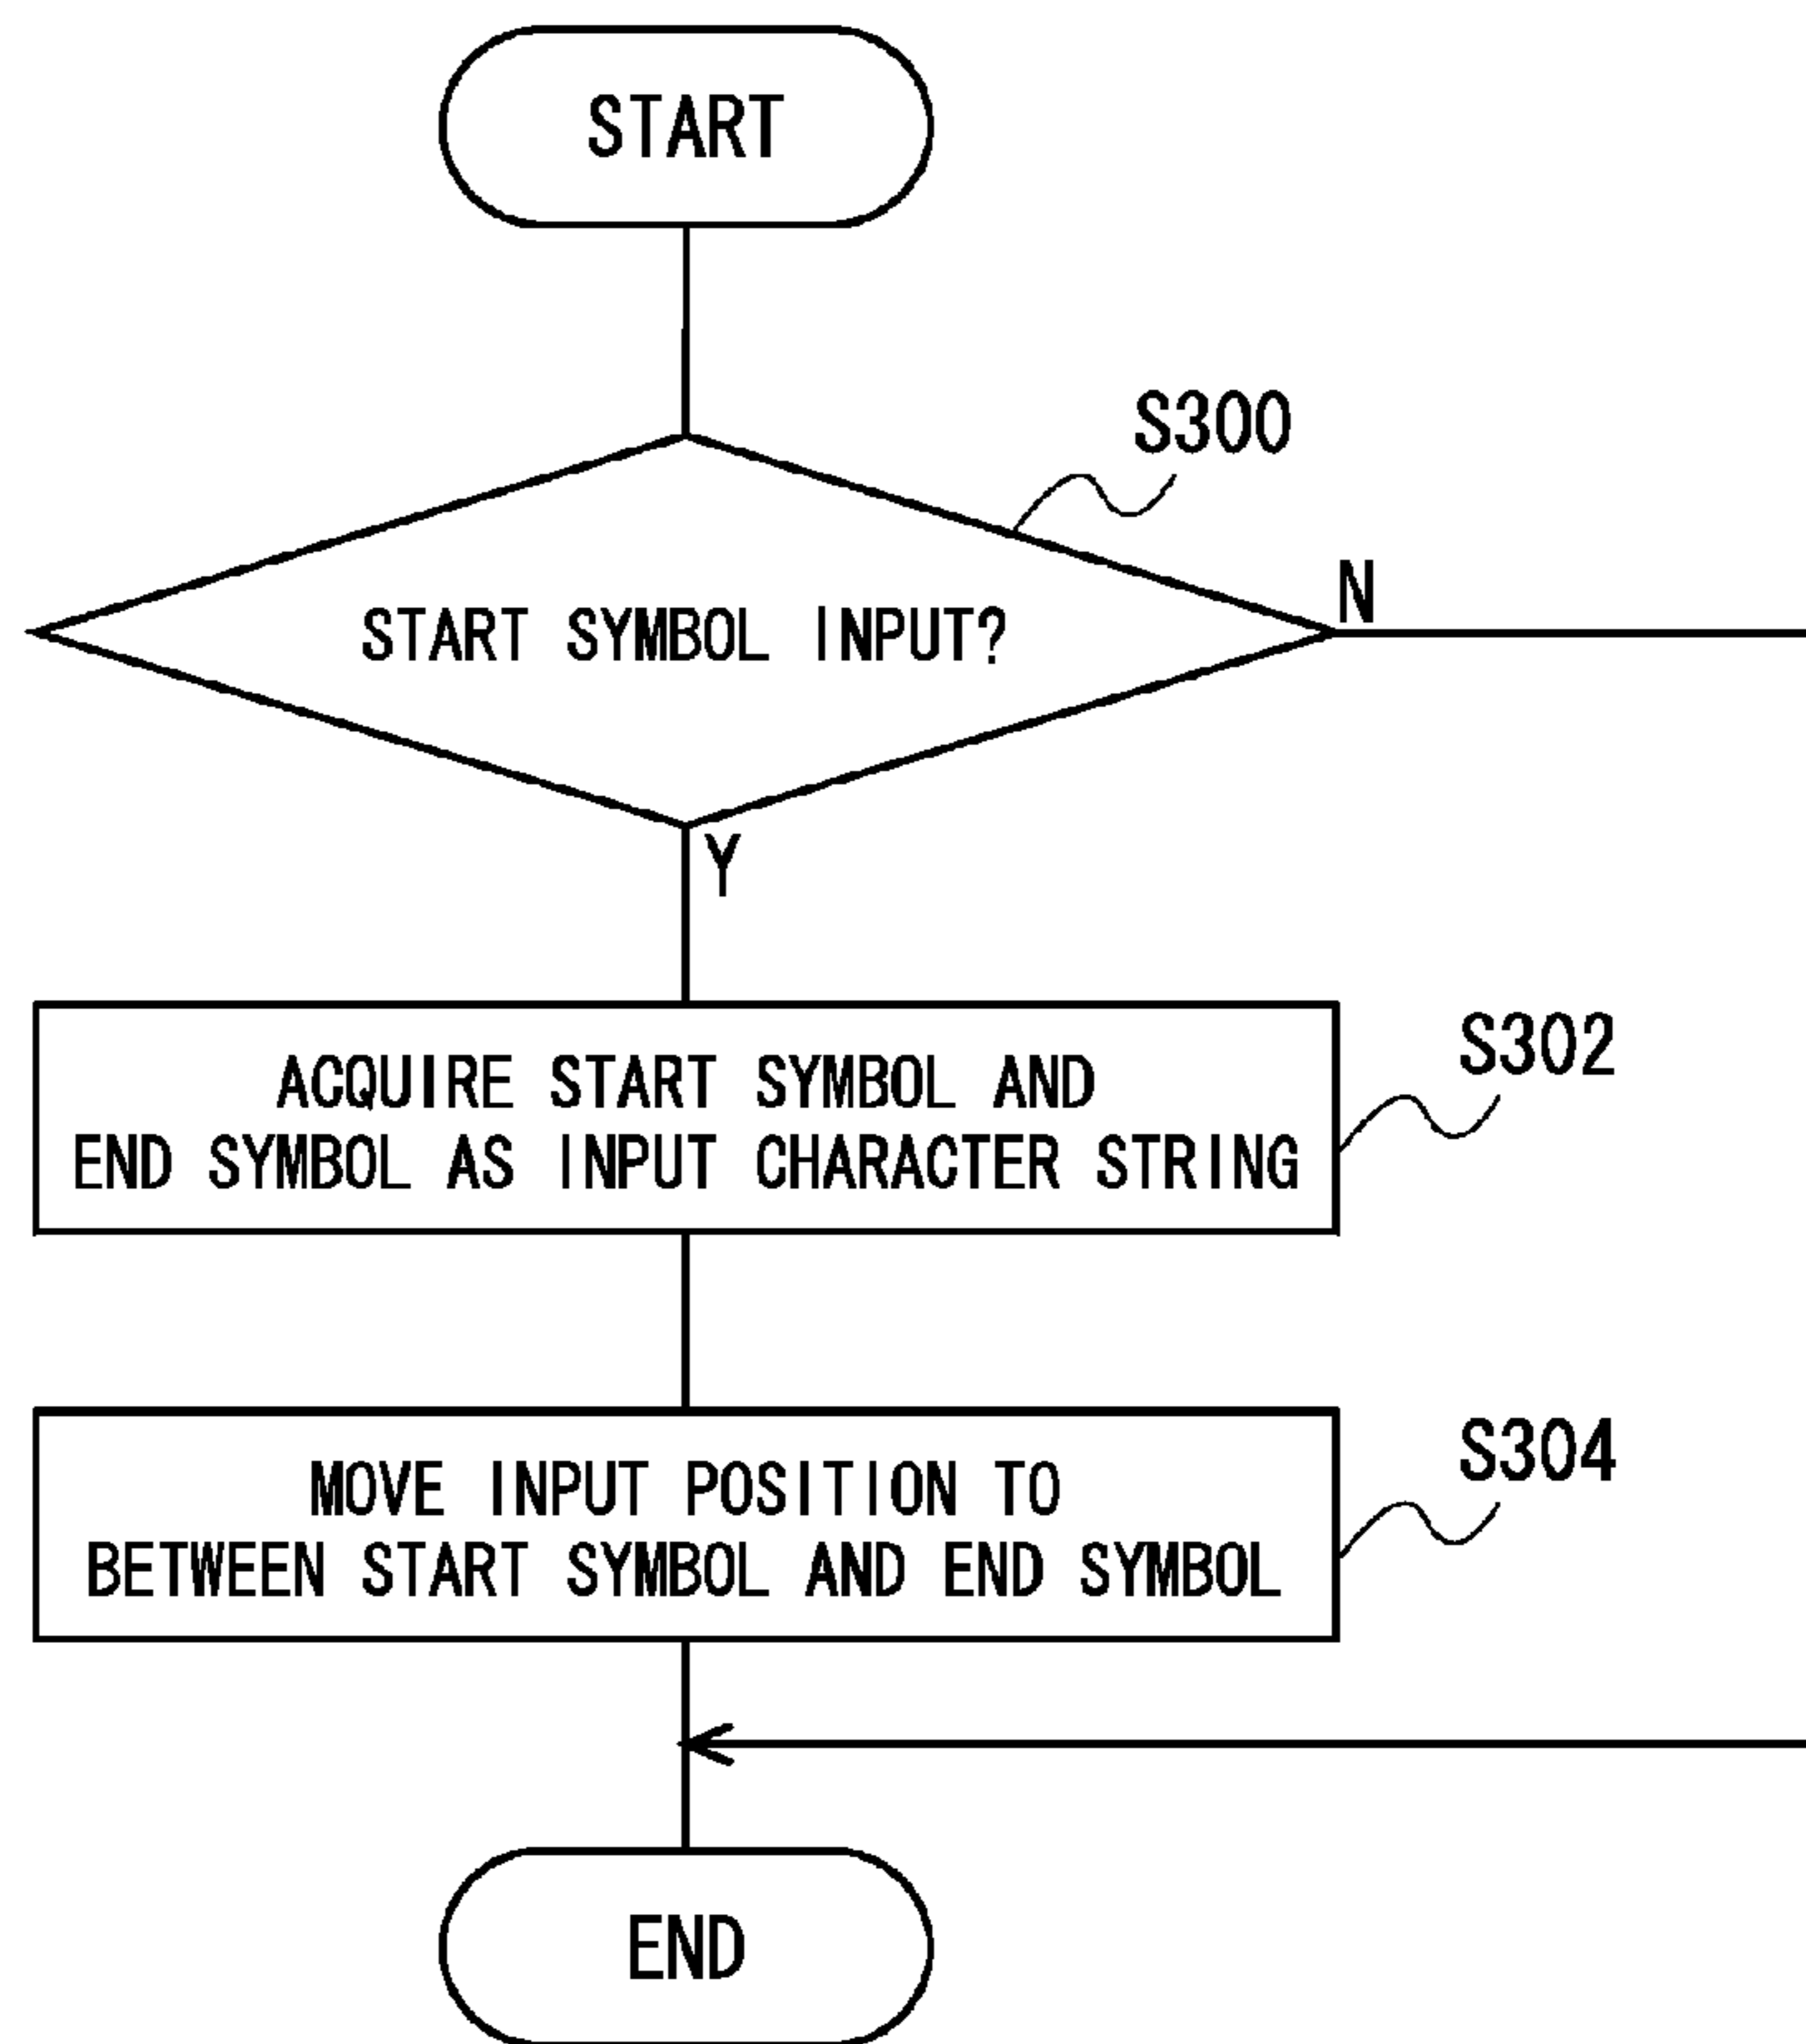 START
S300
START SYMBOL INPUT?
N
Y
ACQUIRE START SYMBOL AND
END SYMBOL AS INPUT CHARACTER STRING
S302
MOVE INPUT POSITION TO
BETWEEN START SYMBOL AND END SYMBOL
S304
END